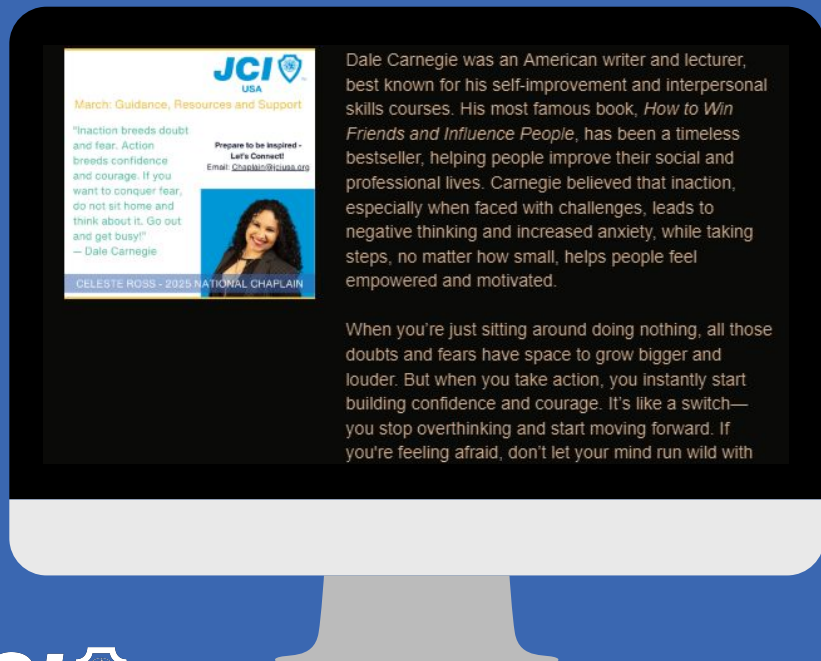 JCI
USA
March: Guidance, Resources and Support
"Inaction breeds doubt
and fear. Action
breeds confidence
and courage. If you
want to conquer fear,
do not sit home and
think about it. Go out
and get busy!"
— Dale Carnegie
Prepare to be Inspired -
Let's Connect!
Email: Chaplain@jciusa.org
CELESTE ROSS - 2025 NATIONAL CHAPLAIN
Dale Carnegie was an American writer and lecturer,
best known for his self-improvement and interpersonal
skills courses. His most famous book, How to Win
Friends and Influence People, has been a timeless
bestseller, helping people improve their social and
professional lives. Carnegie believed that inaction,
especially when faced with challenges, leads to
negative thinking and increased anxiety, while taking
steps, no matter how small, helps people feel
empowered and motivated.
When you’re just sitting around doing nothing, all those
doubts and fears have space to grow bigger and
louder. But when you take action, you instantly start
building confidence and courage. It’s like a switch—
you stop overthinking and start moving forward. If
you're feeling afraid, don’t let your mind run wild with